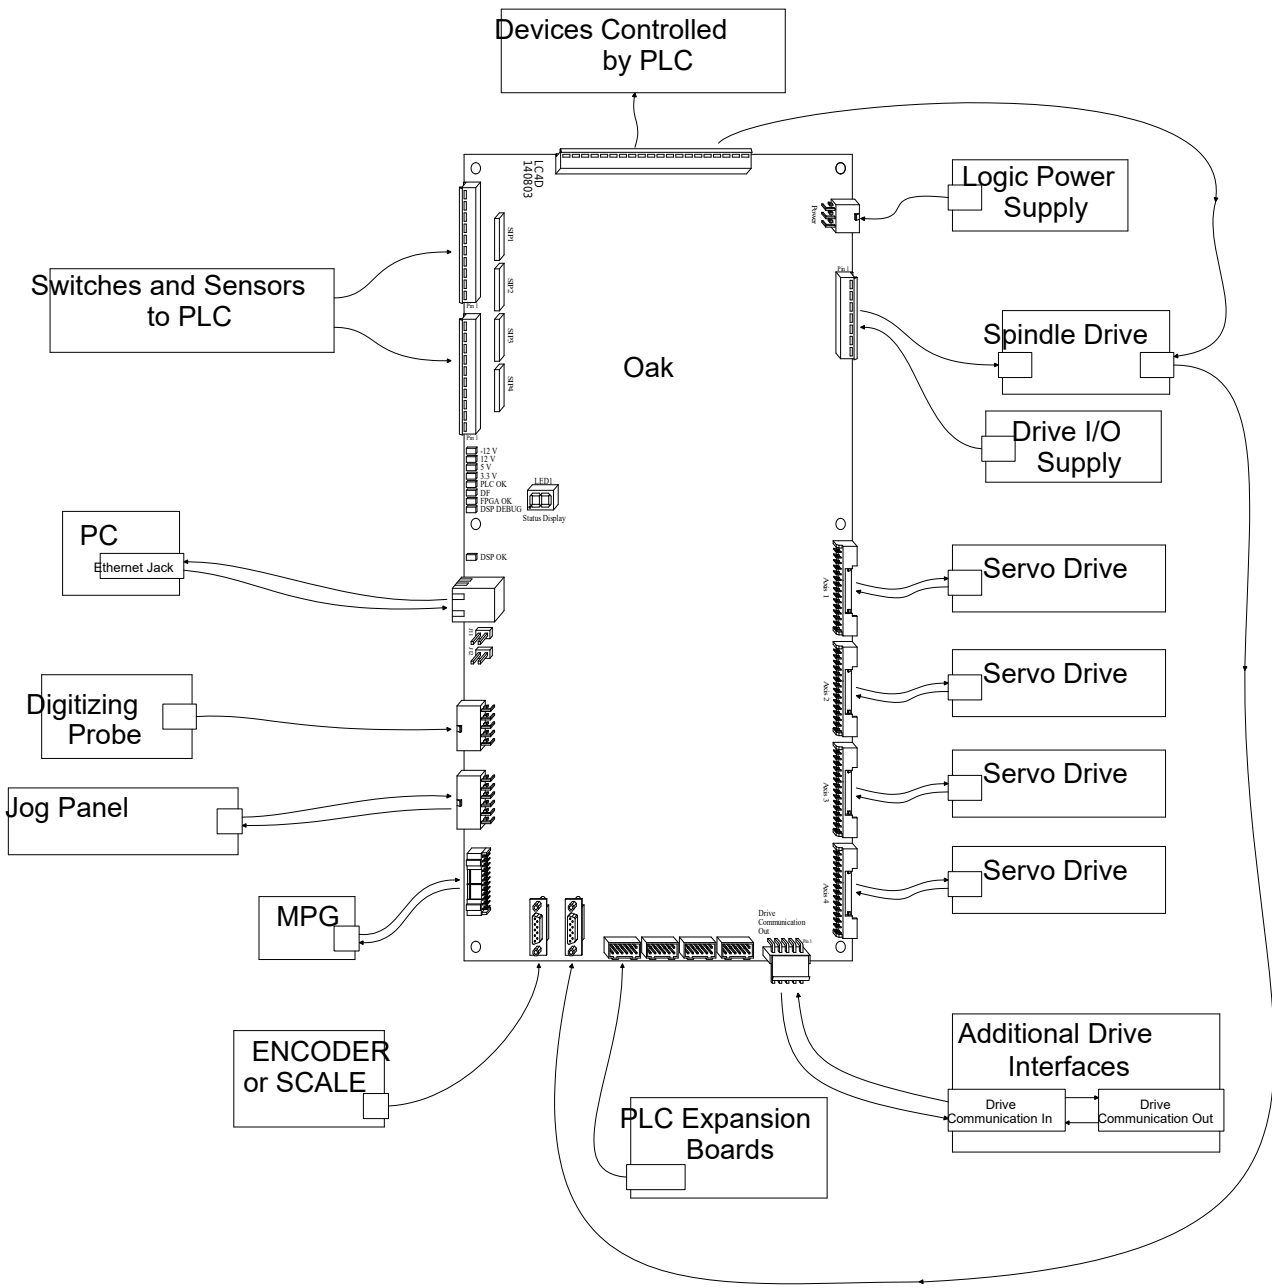 Devices Controlled
by PLC
LC4D
140803
Logic Power
Supply
Power
SIP1
Switches and Sensors
to PLC
SIP2
Pin 1
Pin 1
SIP3
Spindle Drive
Oak
SIP4
Drive I/O
Supply
Pin 1
-12 V
12 V
5 V
3.3 V
PLC OK
DF
FPGA OK
DSP DEBUG
LED1
Status Display
PC
Ethernet Jack
DSP OK
Axis 1
Servo Drive
J11
J12
Axis 2
Servo Drive
Digitizing
Probe
Axis 3
Servo Drive
Jog Panel
Axis 4
Servo Drive
MPG
Drive
Communication
Out
Pin 1
ENCODER
or SCALE
Additional Drive
Interfaces
Drive
Communication In
Drive
Communication Out
PLC Expansion
Boards